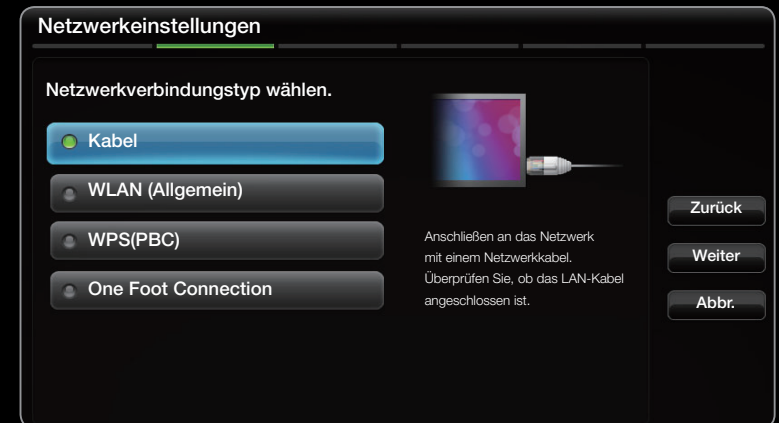 Netzwerkeinstellungen
Netzwerkverbindungstyp wählen.
Kabel
WLAN (Allgemein)
WPS(PBC)
One Foot Connection
Anschließen an das Netzwerk
mit einem Netzwerkkabel.
Überprüfen Sie, ob das LAN-Kabel
angeschlossen ist.
Zurück
Weiter
Abbr.